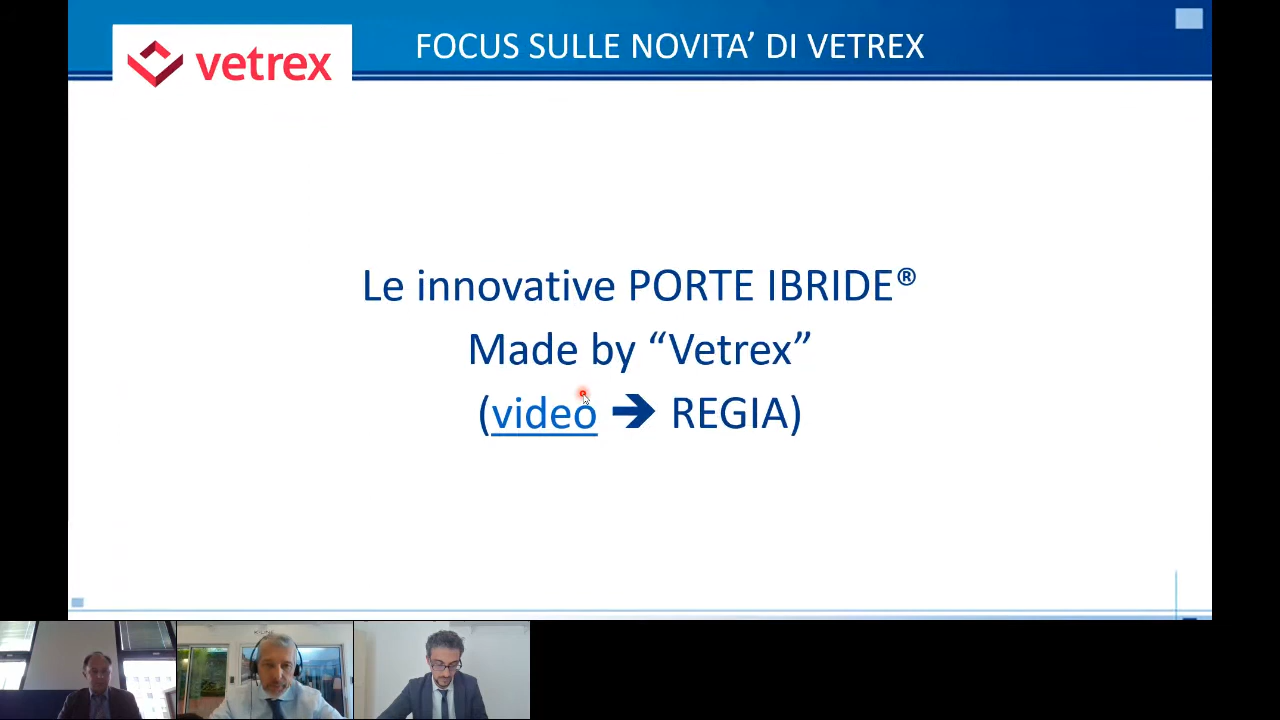 vetrex
FOCUS SULLE NOVITA’ DI VETREX
Le innovative PORTE IBRIDE®
Made by “Vetrex”
(video ➔ REGIA)